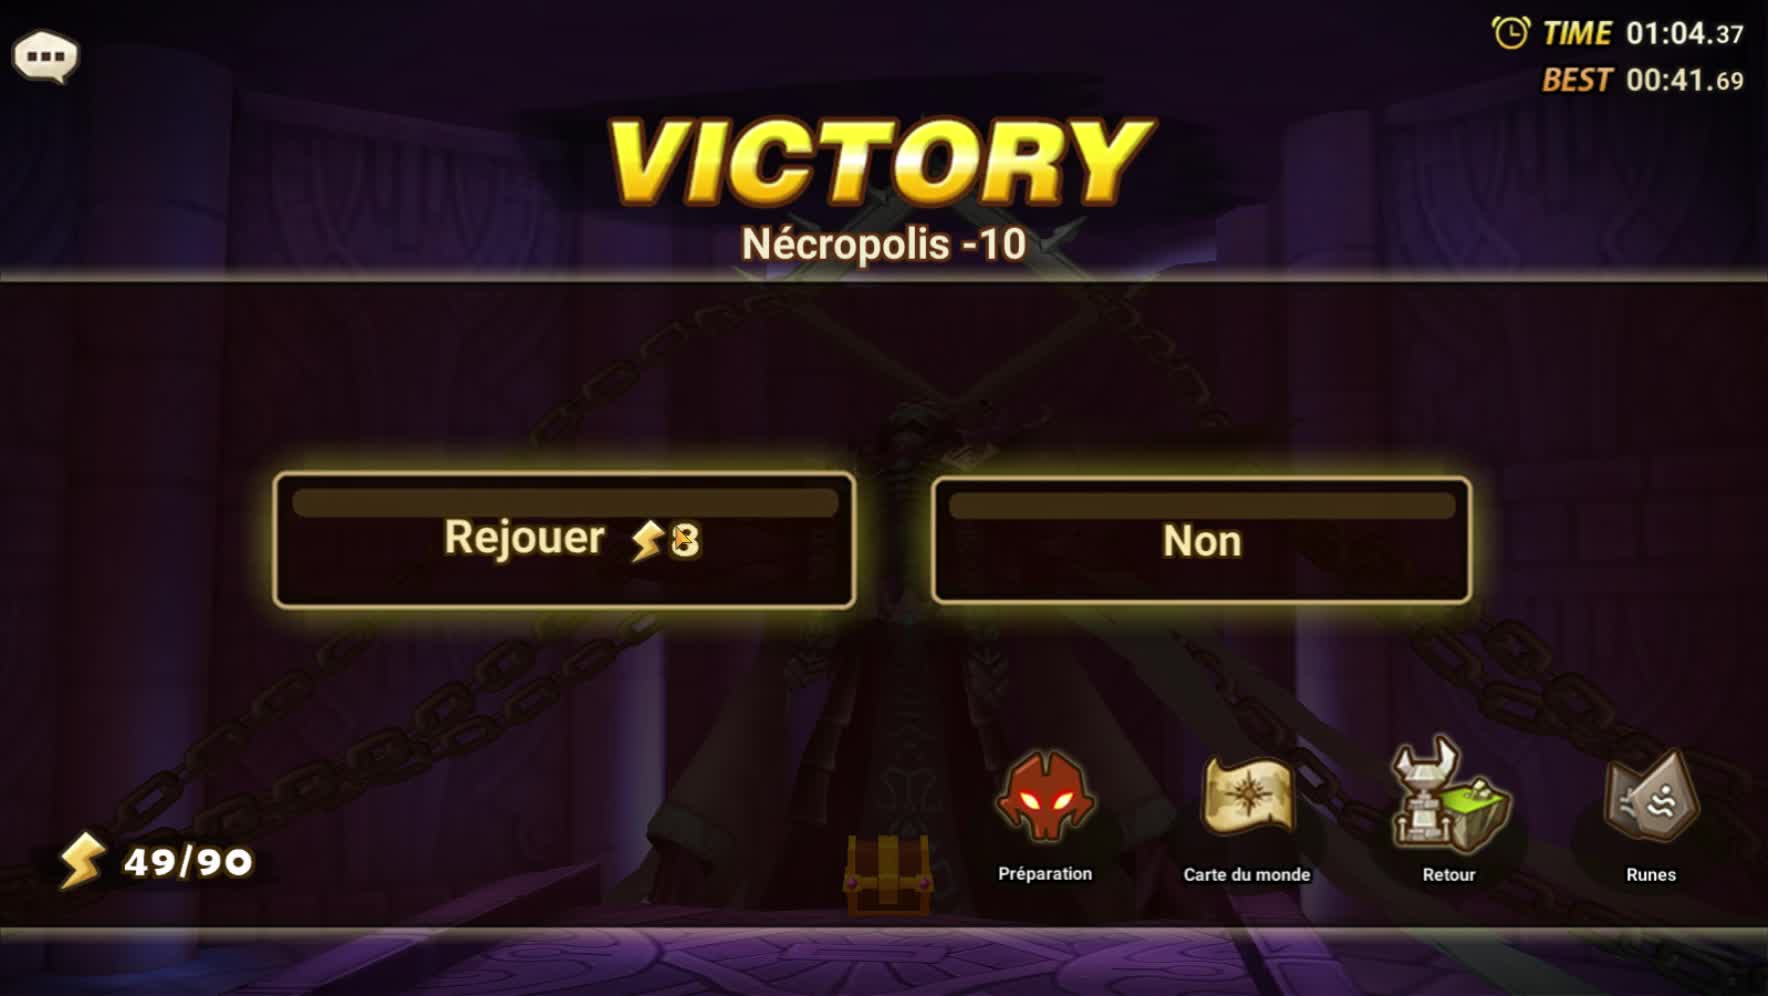 TIME 01:04.37
BEST 00:41.69
VICTORY
Nécropolis -10
Rejouer 8
Non
49/90
Préparation
Carte du monde
Retour
Runes